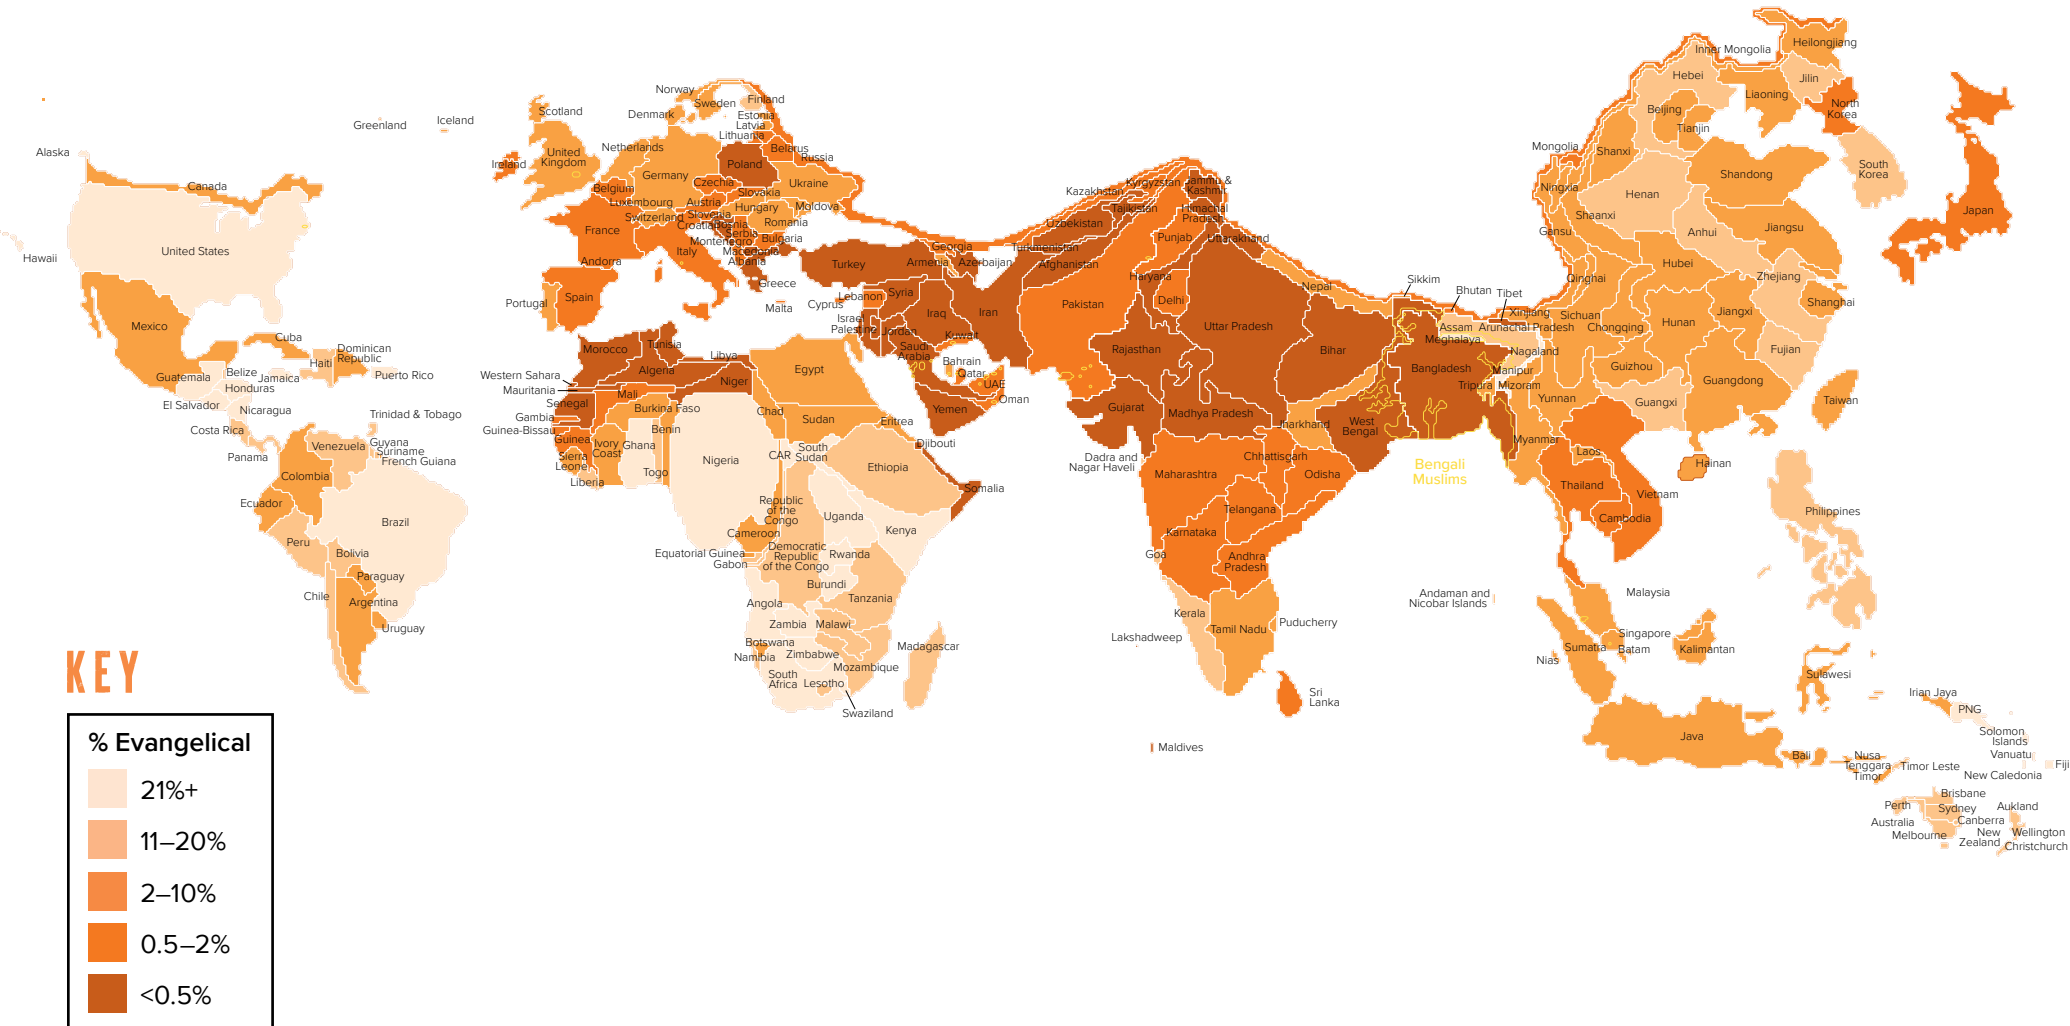 Alaska
Canada
United States
Hawaii
Mexico
Greenland
Iceland
Cuba
Haiti
Dominican
Republic
Puerto Rico
Jamaica
Belize
Guatemala
Honduras
El Salvador
Nicaragua
Costa Rica
Panama
Trinidad & Tobago
Venezuela
Guyana
Suriname
French Guiana
Colombia
Ecuador
Brazil
Peru
Bolivia
Paraguay
Chile
Argentina
Uruguay
Norway
Sweden
Finland
Scotland
Denmark
Estonia
Latvia
Lithuania
Ireland
United
Kingdom
Netherlands
Belarus
Russia
Poland
Germany
Belgium
Czechia
Ukraine
Slovakia
Luxembourg
Austria
Hungary
Moldova
Switzerland
Slovenia
Croatia
Bosnia
Romania
France
Serbia
Montenegro
Bulgaria
Italy
Macedonia
Albania
Andorra
Greece
Portugal
Spain
Malta
Cyprus
Turkey
Georgia
Armenia
Azerbaijan
Lebanon
Syria
Israel
Palestine
Jordan
Iraq
Iran
Kuwait
Saudi
Arabia
Bahrain
Qatar
UAE
Oman
Yemen
Morocco
Tunisia
Libya
Algeria
Niger
Egypt
Western Sahara
Mauritania
Mali
Senegal
Gambia
Guinea-Bissau
Guinea
Sierra
Leone
Liberia
Ivory
Coast
Ghana
Burkina Faso
Benin
Togo
Nigeria
Chad
Sudan
Eritrea
Djibouti
South
Sudan
CAR
Ethiopia
Somalia
Republic
of the
Congo
Cameroon
Uganda
Kenya
Equatorial Guinea
Gabon
Democratic
Republic
of the Congo
Rwanda
Burundi
Tanzania
Angola
Zambia
Malawi
Botswana
Namibia
Zimbabwe
Mozambique
Madagascar
South
Africa
Lesotho
Swaziland
Kazakhstan
Kyrgyzstan
Uzbekistan
Tajikistan
Turkmenistan
Afghanistan
Pakistan
Jammu &
Kashmir
Himachal
Pradesh
Punjab
Uttarakhand
Haryana
Delhi
Uttar Pradesh
Rajasthan
Gujarat
Madhya Pradesh
Bihar
Nepal
Sikkim
Bhutan
Tibet
Assam
Arunachal Pradesh
Meghalaya
Nagaland
Bangladesh
Manipur
Tripura
Mizoram
West
Bengal
Jharkhand
Dadra and
Nagar Haveli
Maharashtra
Chhattisgarh
Odisha
Bengali
Muslims
Telangana
Karnataka
Goa
Andhra
Pradesh
Kerala
Tamil Nadu
Puducherry
Lakshadweep
Sri
Lanka
Maldives
Andaman and
Nicobar Islands
Heilongjiang
Inner Mongolia
Hebei
Jilin
Liaoning
North
Korea
Beijing
Tianjin
Mongolia
Shanxi
South
Korea
Shandong
Ningxia
Henan
Japan
Shaanxi
Gansu
Anhui
Jiangsu
Hubei
Qinghai
Zhejiang
Shanghai
Xinjiang
Sichuan
Chongqing
Hunan
Jiangxi
Fujian
Guizhou
Guangdong
Yunnan
Guangxi
Taiwan
Myanmar
Laos
Hainan
Thailand
Vietnam
Cambodia
Philippines
Malaysia
Singapore
Batam
Sumatra
Nias
Kalimantan
Sulawesi
Java
Bali
Nusa
Tenggara
Timor
Timor Leste
Irian Jaya
PNG
Solomon
Islands
Vanuatu
Fiji
New Caledonia
Brisbane
Perth
Sydney
Australia
Canberra
Melbourne
Aukland
New
Zealand
Wellington
Christchurch
KEY
% Evangelical
21%+
11–20%
2–10%
0.5–2%
<0.5%